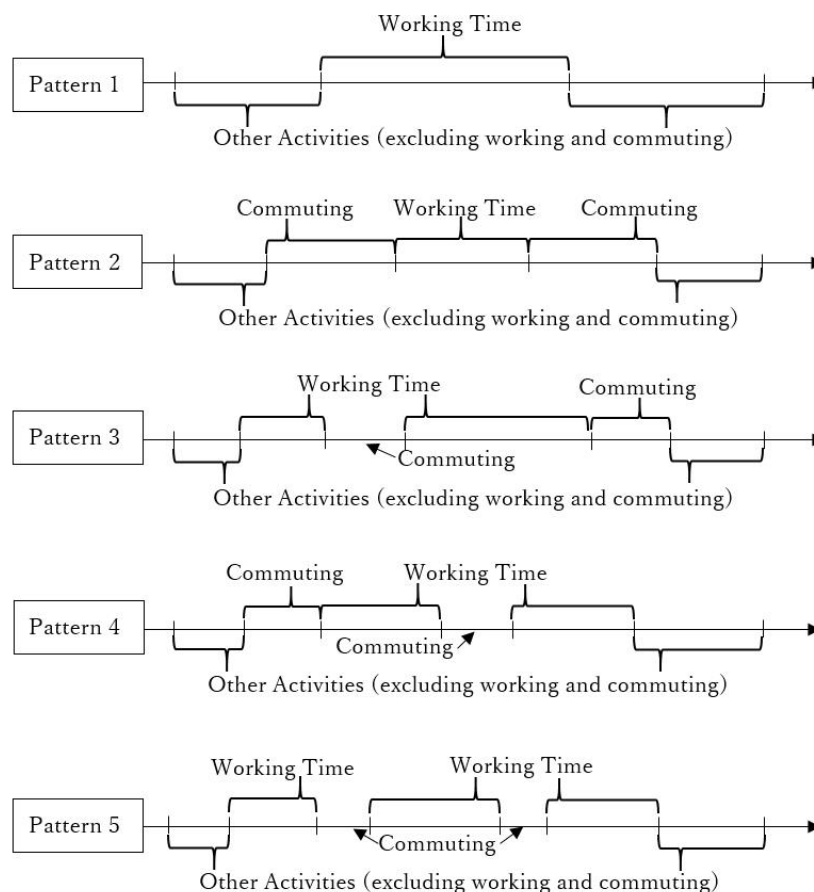 Working Time
Pattern 1
Other Activities (excluding working and commuting)
Commuting Working Time Commuting
Pattern 2
Other Activities (excluding working and commuting)
Working Time Commuting
Pattern 3
Commuting
Other Activities (excluding working and commuting)
Commuting Working Time
Pattern 4
Commuting
Other Activities (excluding working and commuting)
Working Time Working Time
Pattern 5
Commuting
Other Activities (excluding working and commuting)